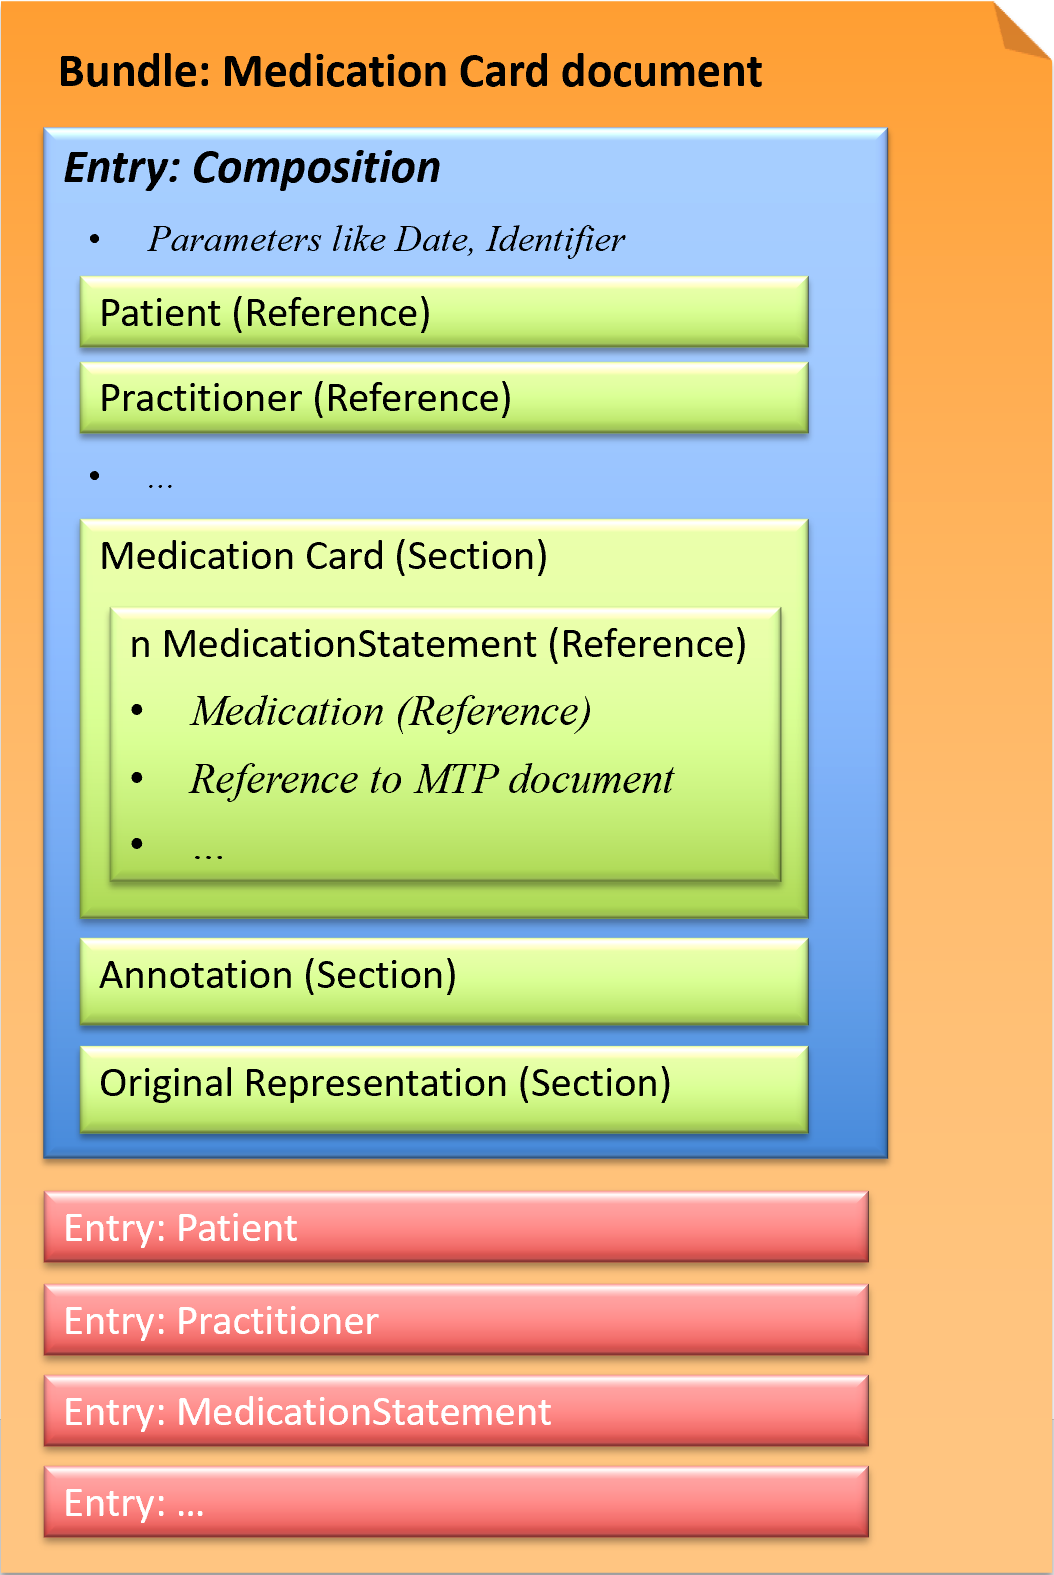 Bundle: Medication Card document
Entry: Composition
• Parameters like Date, Identifier
Patient (Reference)
Practitioner (Reference)
• ...
Medication Card (Section)
n MedicationStatement (Reference)
• Medication (Reference)
• Reference to MTP document
• ...
Annotation (Section)
Original Representation (Section)
Entry: Patient
Entry: Practitioner
Entry: MedicationStatement
Entry: ...